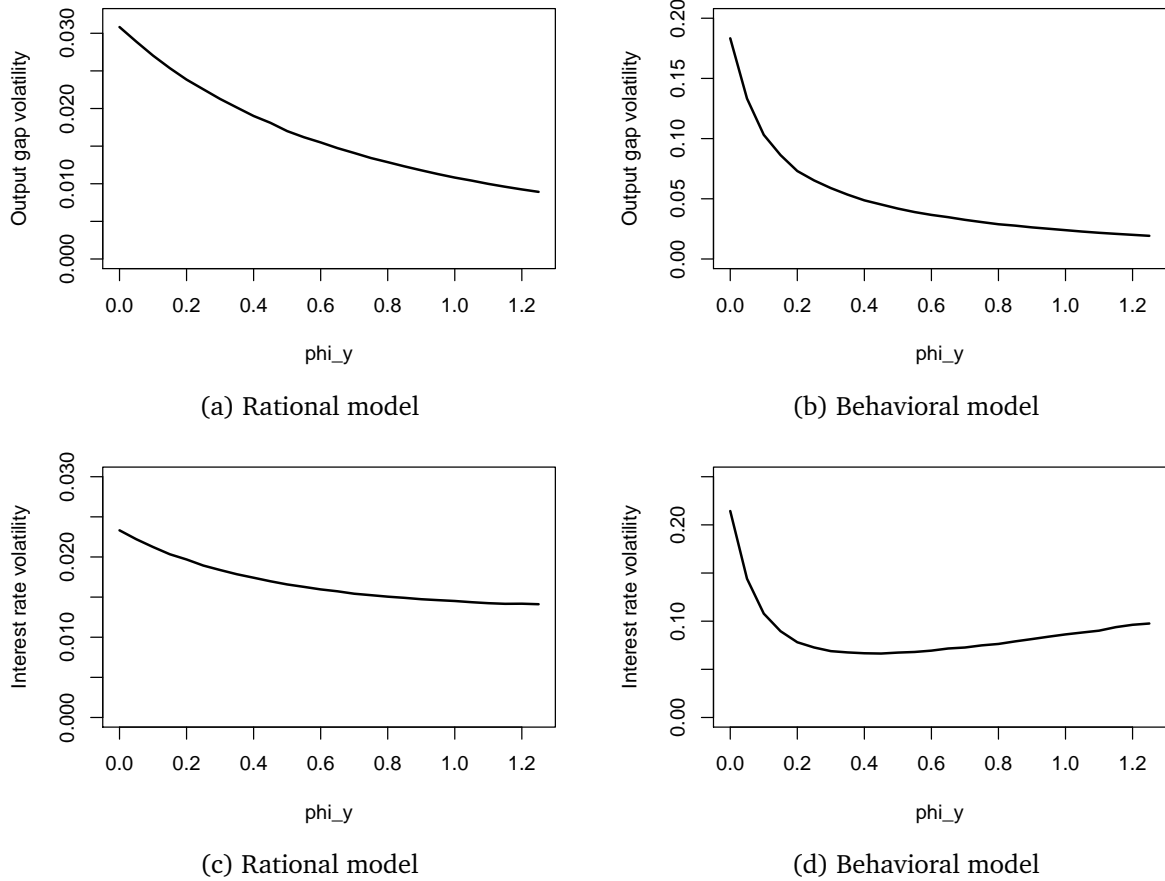 Output gap volatility
0.000 0.010 0.020 0.030
0.0 0.2 0.4 0.6 0.8 1.0 1.2
phi_y
(a) Rational model
Output gap volatility
0.00 0.05 0.10 0.15 0.20
0.0 0.2 0.4 0.6 0.8 1.0 1.2
phi_y
(b) Behavioral model
Interest rate volatility
0.000 0.010 0.020 0.030
0.0 0.2 0.4 0.6 0.8 1.0 1.2
phi_y
(c) Rational model
Interest rate volatility
0.00 0.10 0.20
0.0 0.2 0.4 0.6 0.8 1.0 1.2
phi_y
(d) Behavioral model